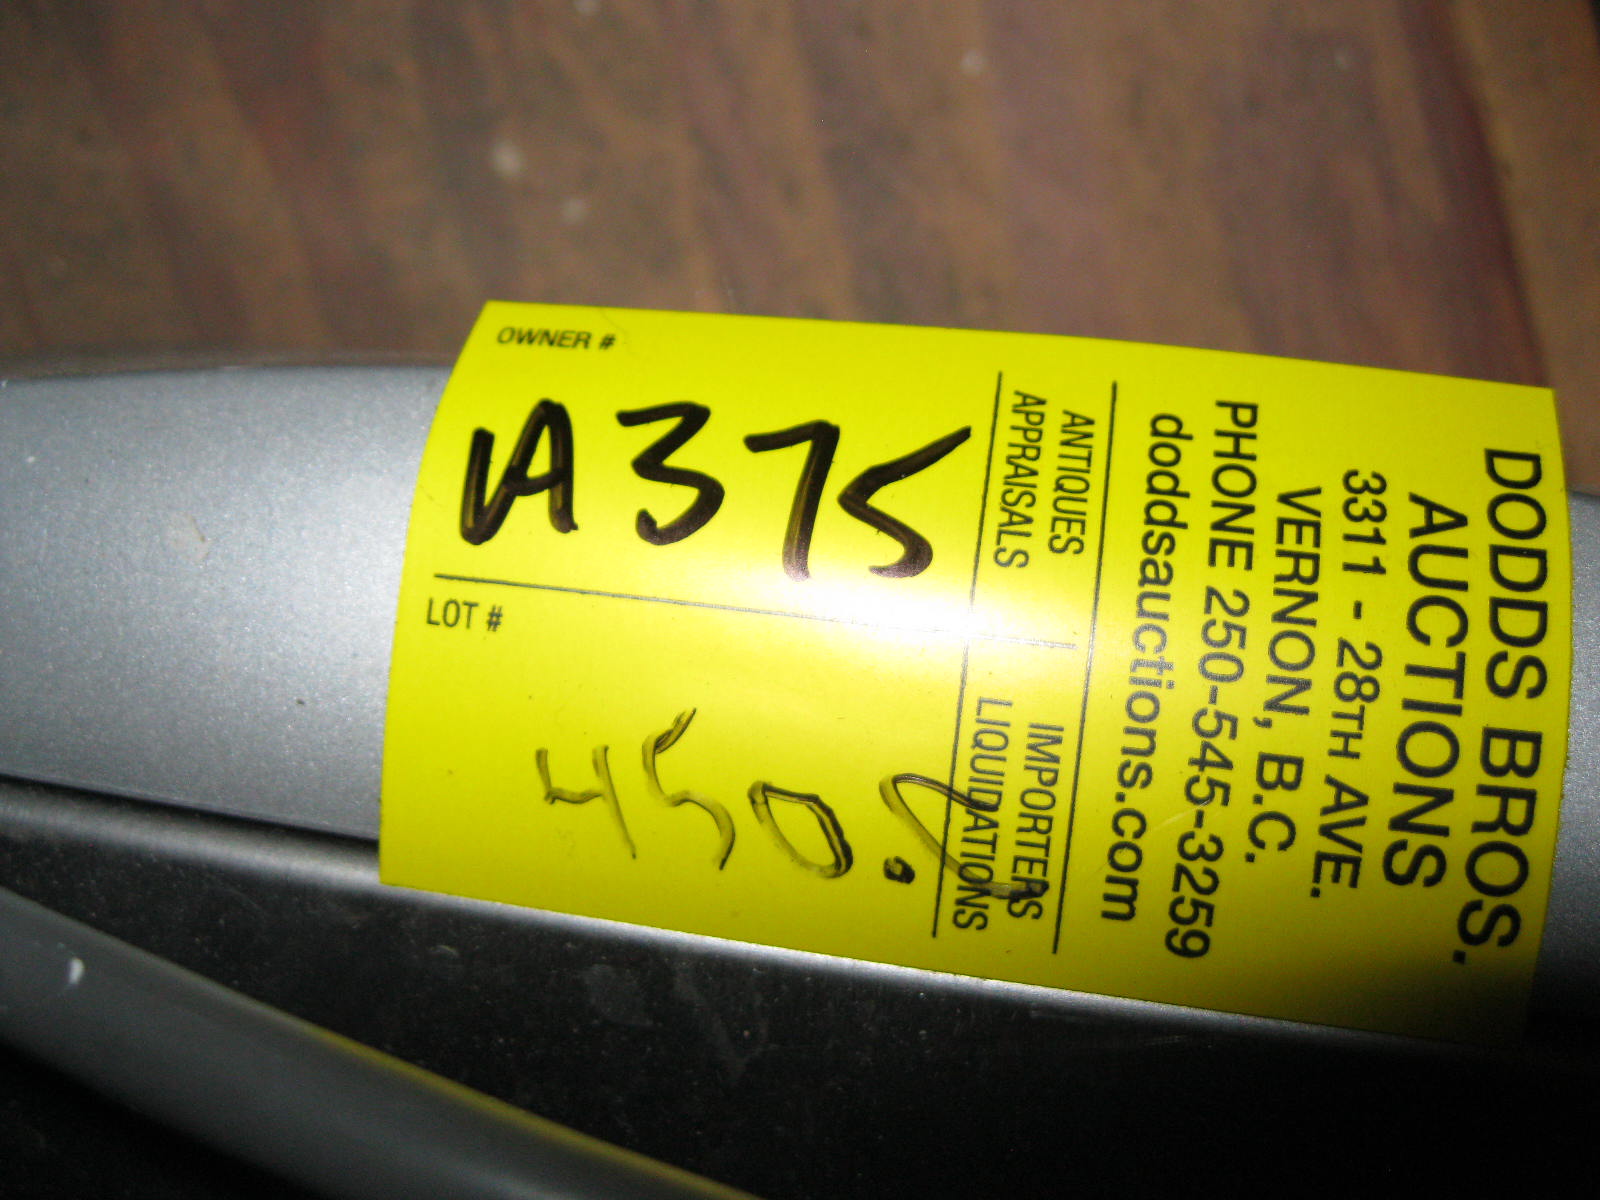 DODDS BROS.
AUCTIONS
3311 - 28TH AVE.
VERNON, B.C.
PHONE 250-545-3259
doddsauctions.com
ANTIQUES
APPRAISALS
IMPORTERS
LIQUIDATIONS
OWNER #
A375
LOT #
450.